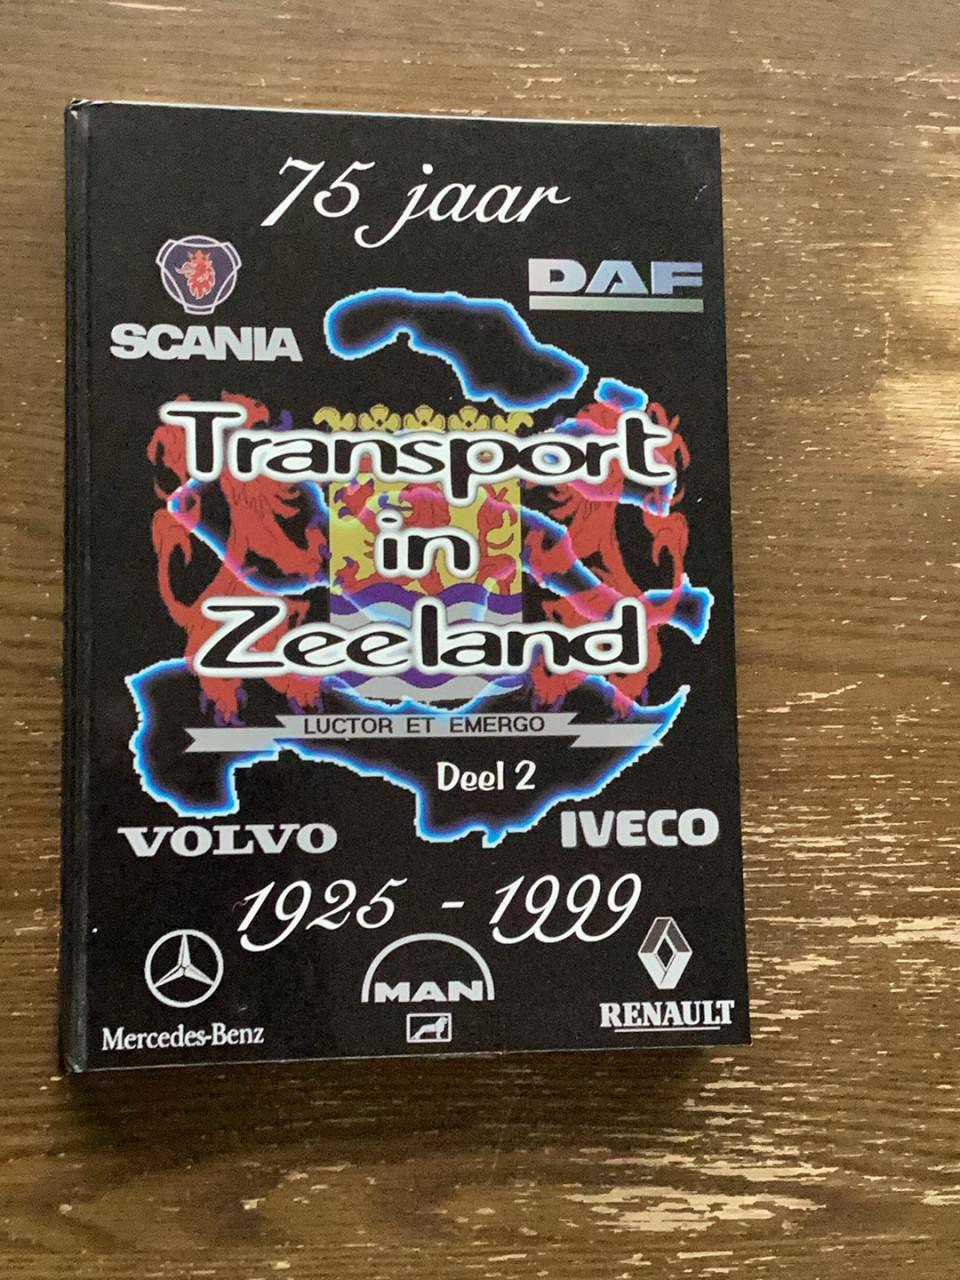 75 jaar
SCANIA
DAF
Transport
in
Zeeland
LUCTOR ET EMERGO
Deel 2
VOLVO
IVECO
1925 - 1999
Mercedes-Benz
MAN
RENAULT